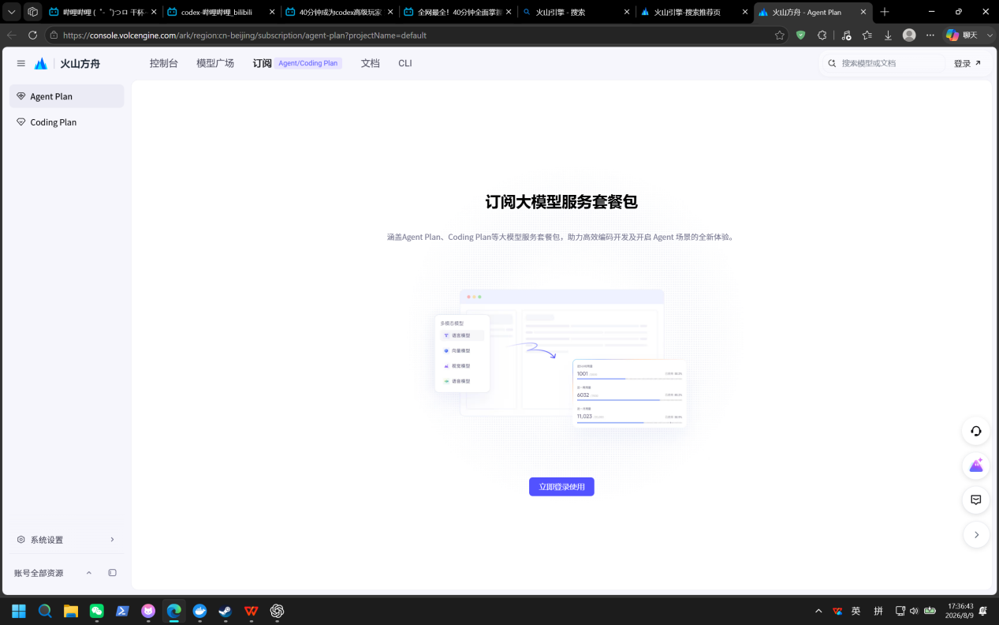 哔哩哔哩 (゜-゜)つロ 干杯-
codex-哔哩哔哩_bilibili
40分钟成为codex高级玩家
全网最全！40分钟全面掌握
火山引擎 - 搜索
火山引擎-搜索推荐页
火山引擎 - Agent Plan
https://console.volcengine.com/ark/region:cn-beijing/subscription/agent-plan?projectName=default
聊天
火山方舟
控制台
模型广场
订阅
Agent/Coding Plan
文档
CLI
搜索模型或文档
登录
Agent Plan
Coding Plan
订阅大模型服务套餐包
涵盖Agent Plan、Coding Plan等大模型服务套餐包，助力高效编码开发及开启 Agent 场景的全新体验。
多模态模型
语言模型
向量模型
视觉模型
语音模型
1001
6032
11,023
立即登录使用
系统设置
账号全部资源
英
拼
17:36:43
2026/8/9